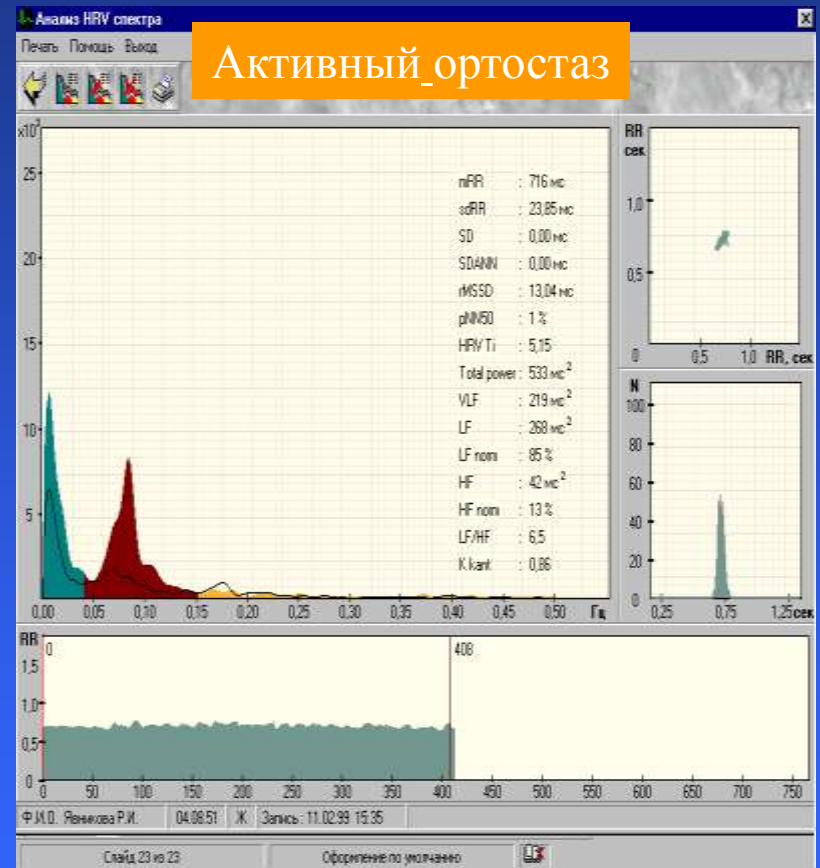 Анализ HRV спектра
Печать Помощь Выход
Активный ортостаз
x10³
25
20
15
10
5
0,00 0,05 0,10 0,15 0,20 0,25 0,30 0,35 0,40 0,45 0,50 Гц
mRR : 716 мс
sdRR : 23,85 мс
SD : 0,00 мс
SDANN : 0,00 мс
rMSSD : 13,04 мс
pNN50 : 1 %
HRV Ti : 5,15
Total power : 533 мс²
VLF : 219 мс²
LF : 268 мс²
LF norm : 85 %
HF : 42 мс²
HF norm : 13 %
LF/HF : 6,5
K kant : 0,86
RR
сек
1,0
0,5
0 0,5 1,0 RR, сек
N
100
80
60
40
20
0
0,25 0,75 1,25 сек
RR
0 408
1,5
1,0
0,5
0
0 50 100 150 200 250 300 350 400 450 500 550 600 650 700 750
Ф.И.О. Р.И. 04.08.51 Ж Запись: 11.02.99 15:35
Слайд 23 из 23 Оформление по умолчанию